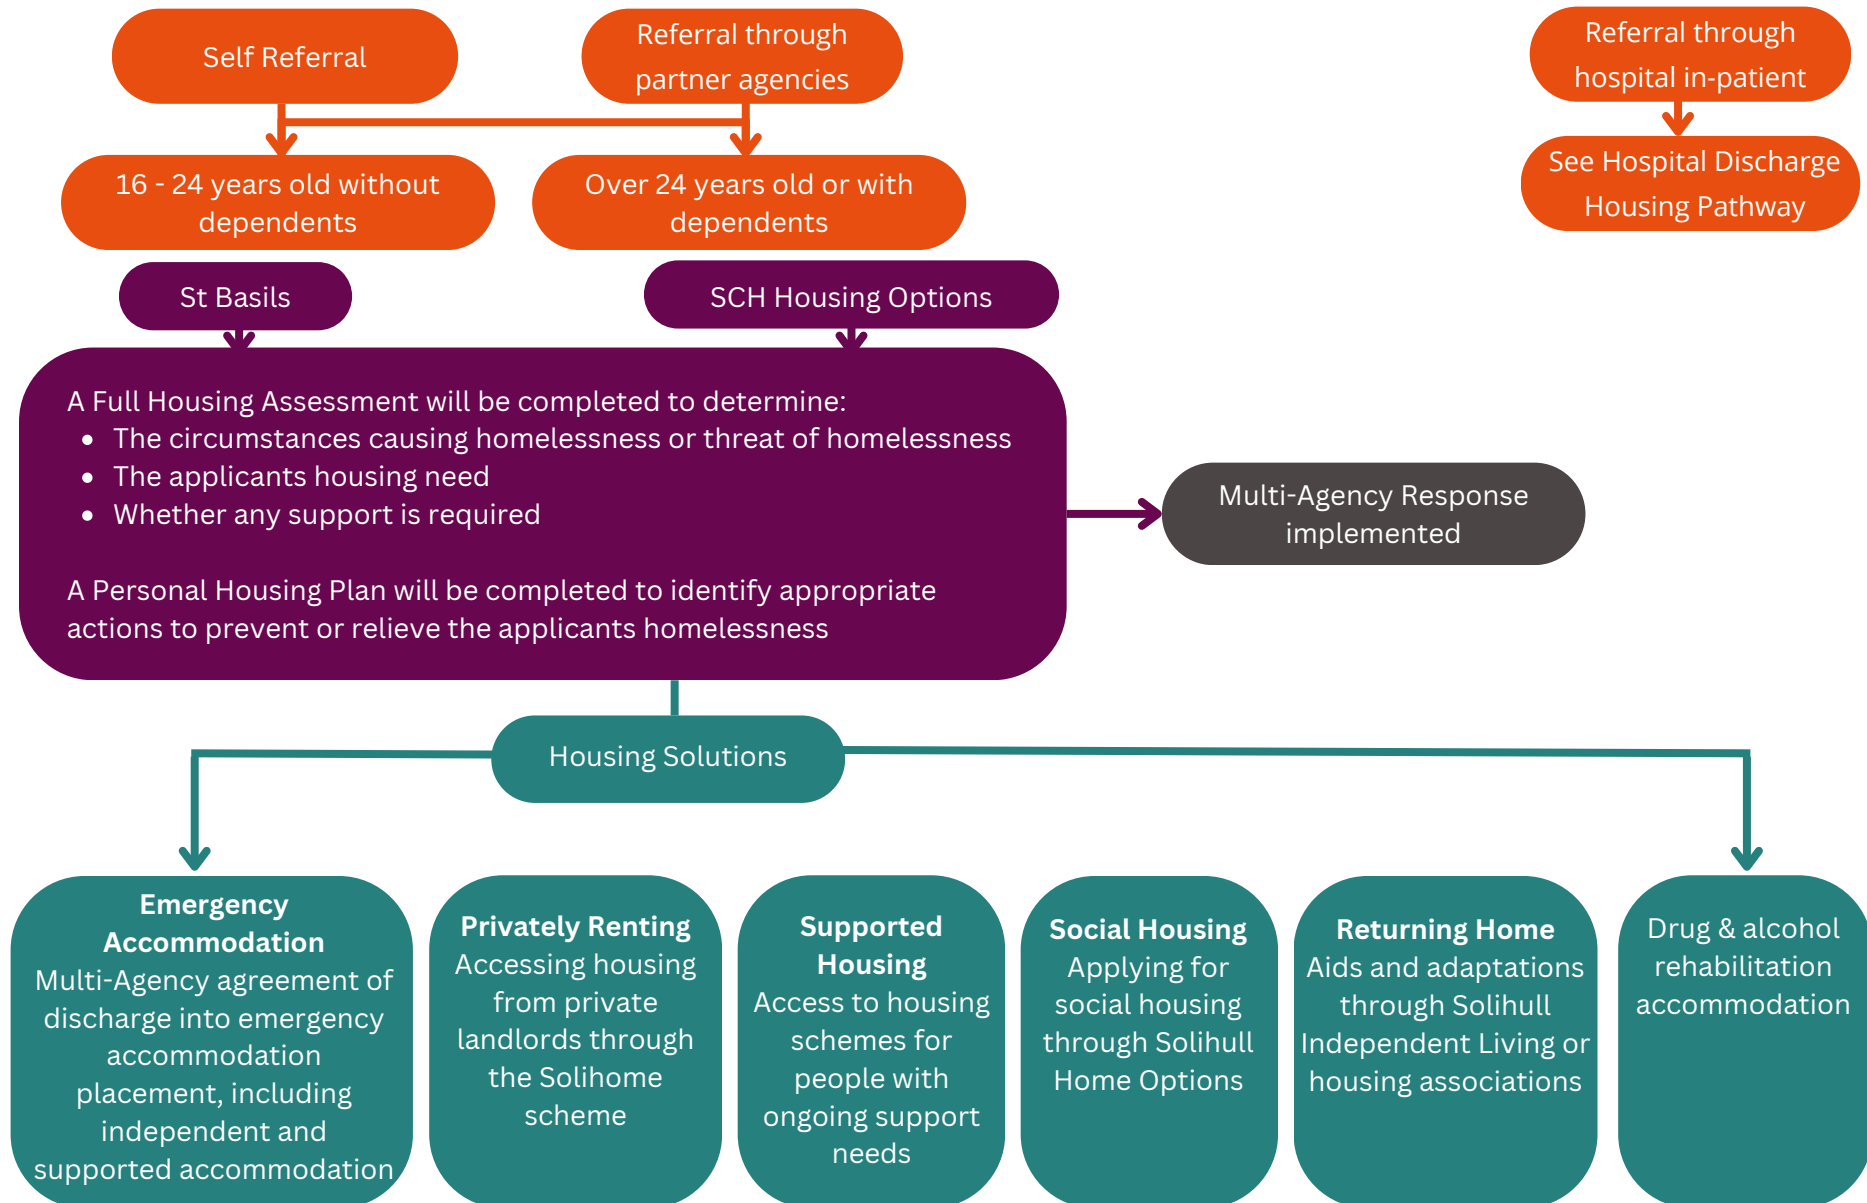 Self Referral
Referral through
partner agencies
Referral through
hospital in-patient
16 - 24 years old without
dependents
Over 24 years old or with
dependents
See Hospital Discharge
Housing Pathway
St Basils
SCH Housing Options
A Full Housing Assessment will be completed to determine:
• The circumstances causing homelessness or threat of homelessness
• The applicants housing need
• Whether any support is required
A Personal Housing Plan will be completed to identify appropriate
actions to prevent or relieve the applicants homelessness
Multi-Agency Response
implemented
Housing Solutions
Emergency
Accommodation
Multi-Agency agreement of
discharge into emergency
accommodation
placement, including
independent and
supported accommodation
Privately Renting
Accessing housing
from private
landlords through
the Solihome
scheme
Supported
Housing
Access to housing
schemes for
people with
ongoing support
needs
Social Housing
Applying for
social housing
through Solihull
Home Options
Returning Home
Aids and adaptations
through Solihull
Independent Living or
housing associations
Drug & alcohol
rehabilitation
accommodation